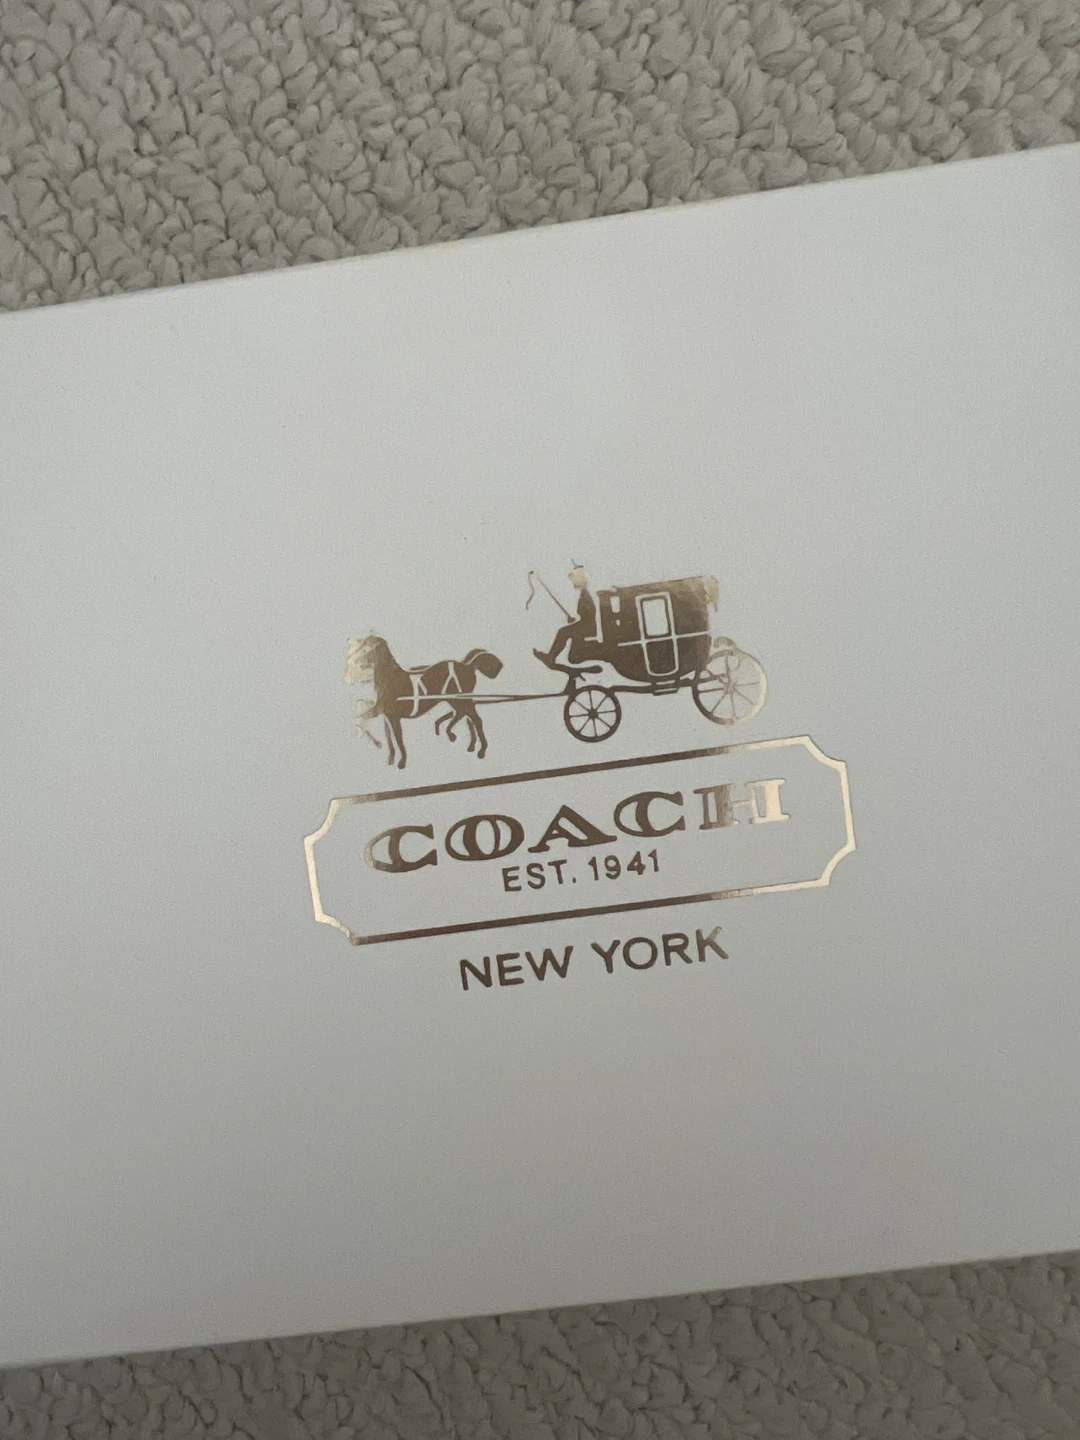 COACH
EST. 1941
NEW YORK